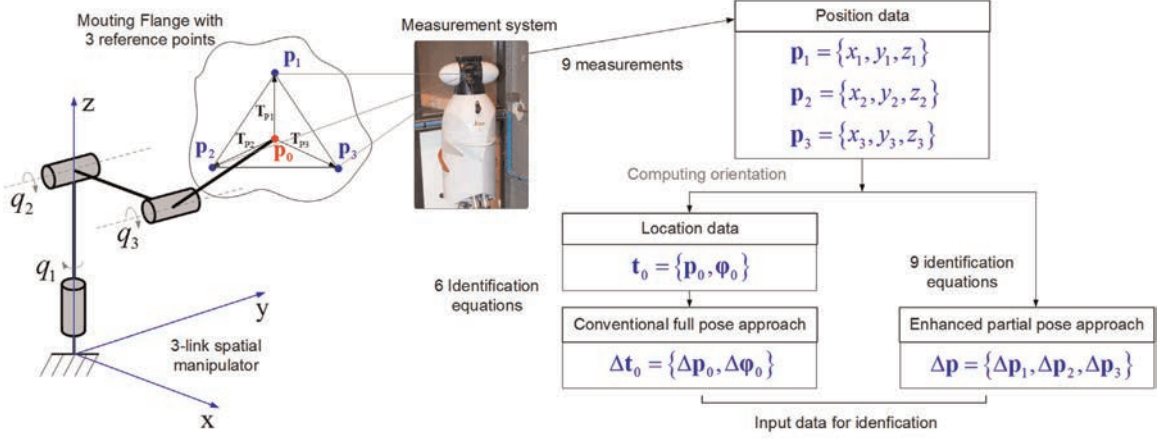 Mouting Flange with
3 reference points
p₁
T_P1
T_P2
T_P3
p₂
p₀
p₃
z
q₂
q₃
q₁
y
x
3-link spatial
manipulator
Measurement system
9 measurements
Position data
p₁ = {x₁, y₁, z₁}
p₂ = {x₂, y₂, z₂}
p₃ = {x₃, y₃, z₃}
Computing orientation
Location data
t₀ = {p₀, φ₀}
6 Identification
equations
9 identification
equations
Conventional full pose approach
Δt₀ = {Δp₀, Δφ₀}
Enhanced partial pose approach
Δp = {Δp₁, Δp₂, Δp₃}
Input data for idenfication